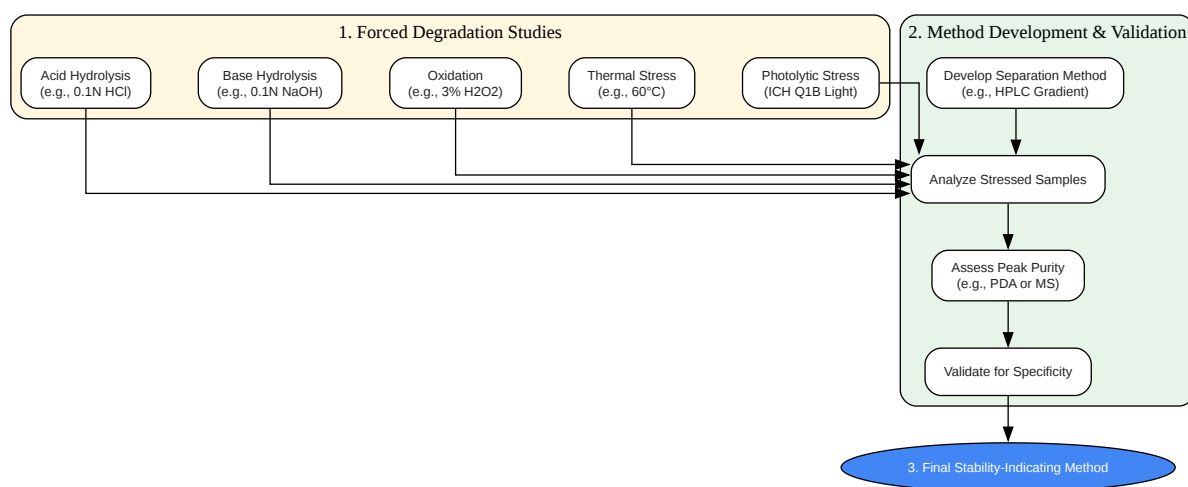 1. Forced Degradation Studies
Acid Hydrolysis
(e.g., 0.1N HCl)
Base Hydrolysis
(e.g., 0.1N NaOH)
Oxidation
(e.g., 3% H2O2)
Thermal Stress
(e.g., 60°C)
Photolytic Stress
(ICH Q1B Light)
2. Method Development & Validation
Develop Separation Method
(e.g., HPLC Gradient)
Analyze Stressed Samples
Assess Peak Purity
(e.g., PDA or MS)
Validate for Specificity
3. Final Stability-Indicating Method